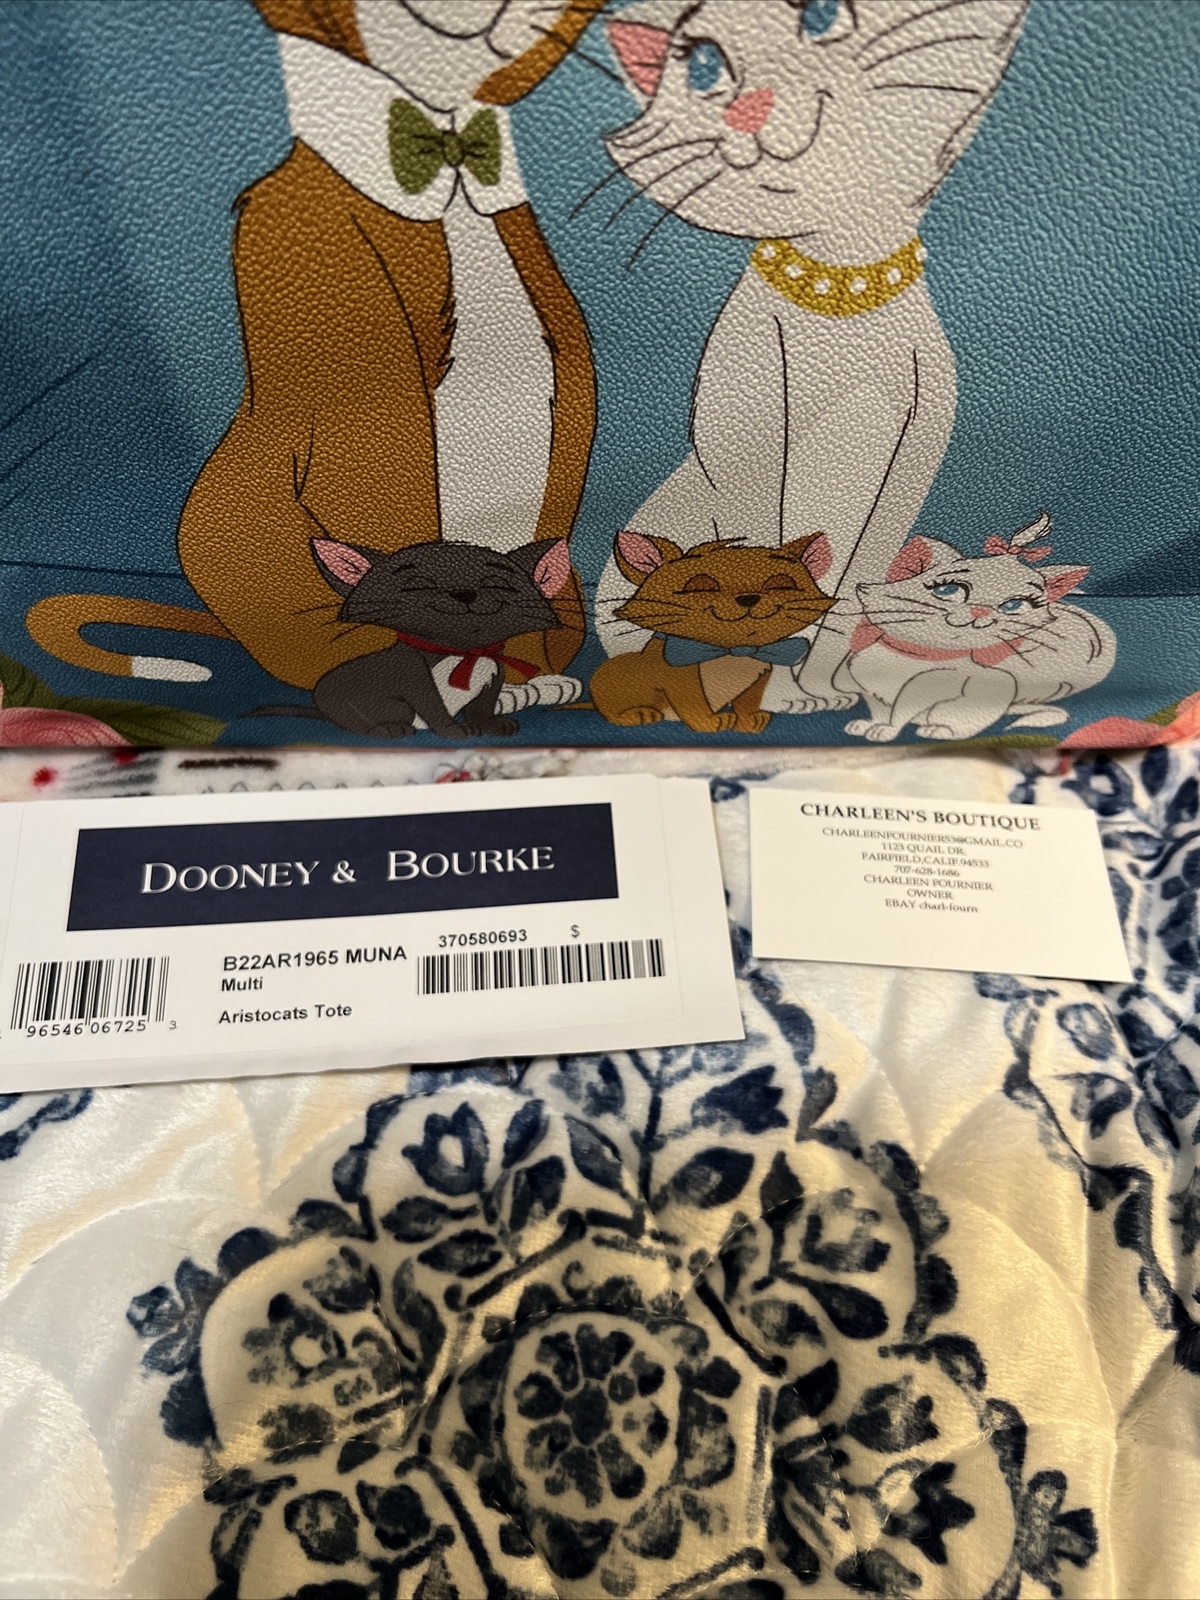 DOONEY & BOURKE
B22AR1965 MUNA
Multi
Aristocats Tote
370580693 $
96546 06725 3
CHARLEEN'S BOUTIQUE
CHARLEENFOURNIER53@GMAIL.CO
1123 QUAIL DR.
FAIRFIELD,CALIF.94533
707-628-1686
CHARLEEN FOURNIER
OWNER
EBAY charl-fourn